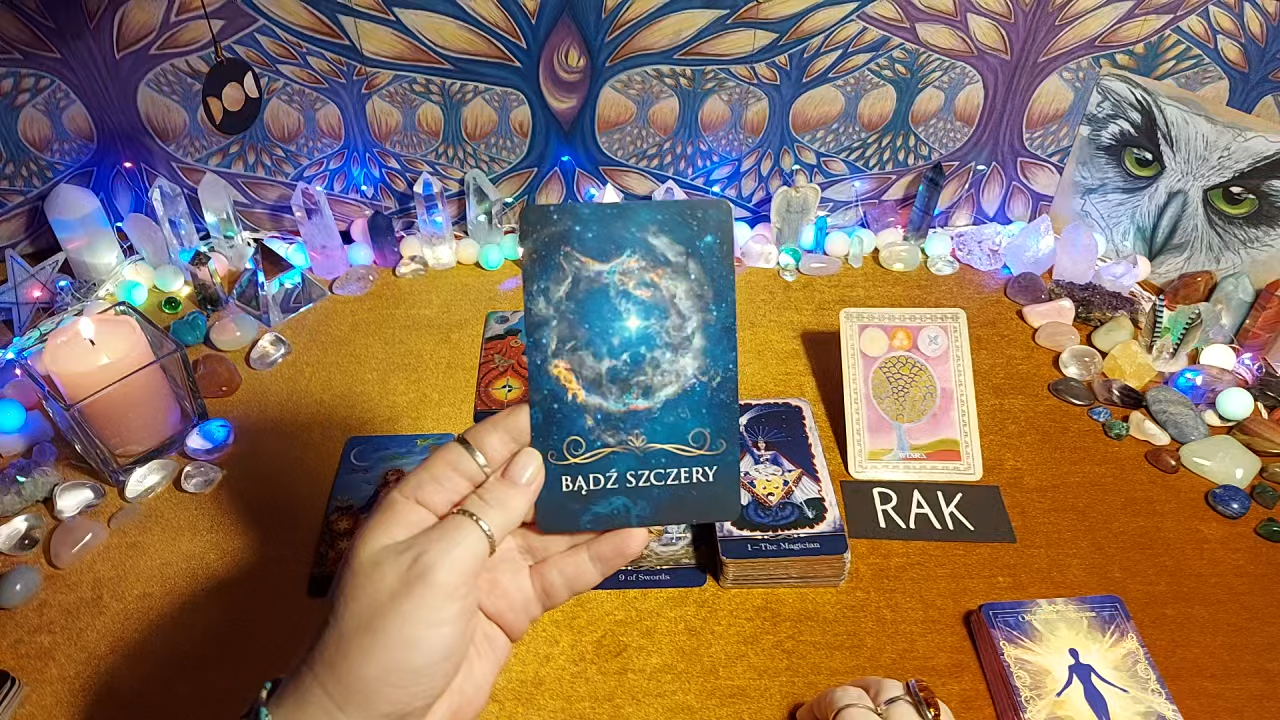 BĄDŹ SZCZERY
WIARA
RAK
1-The Magician
9 of Swords